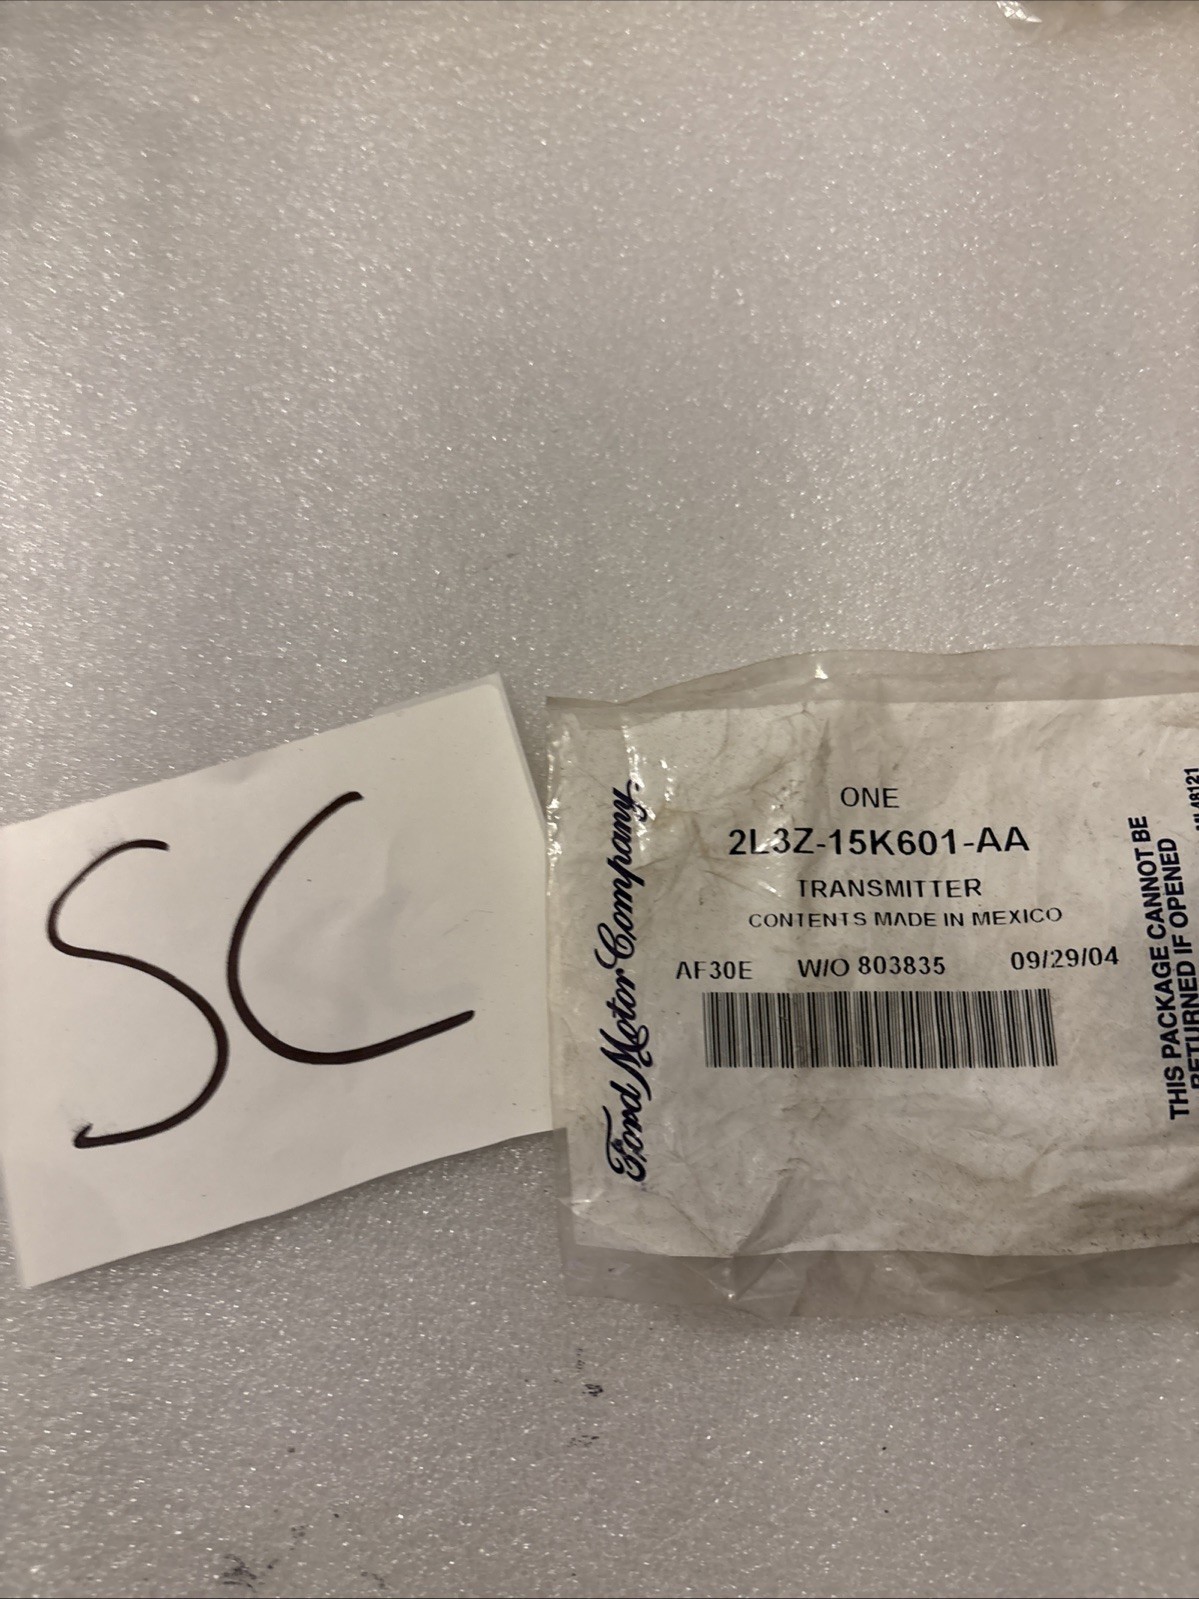 SC
Ford Motor Company
ONE
2L3Z-15K601-AA
TRANSMITTER
CONTENTS MADE IN MEXICO
AF30E W/O 803835 09/29/04
THIS PACKAGE CANNOT BE
RETURNED IF OPENED